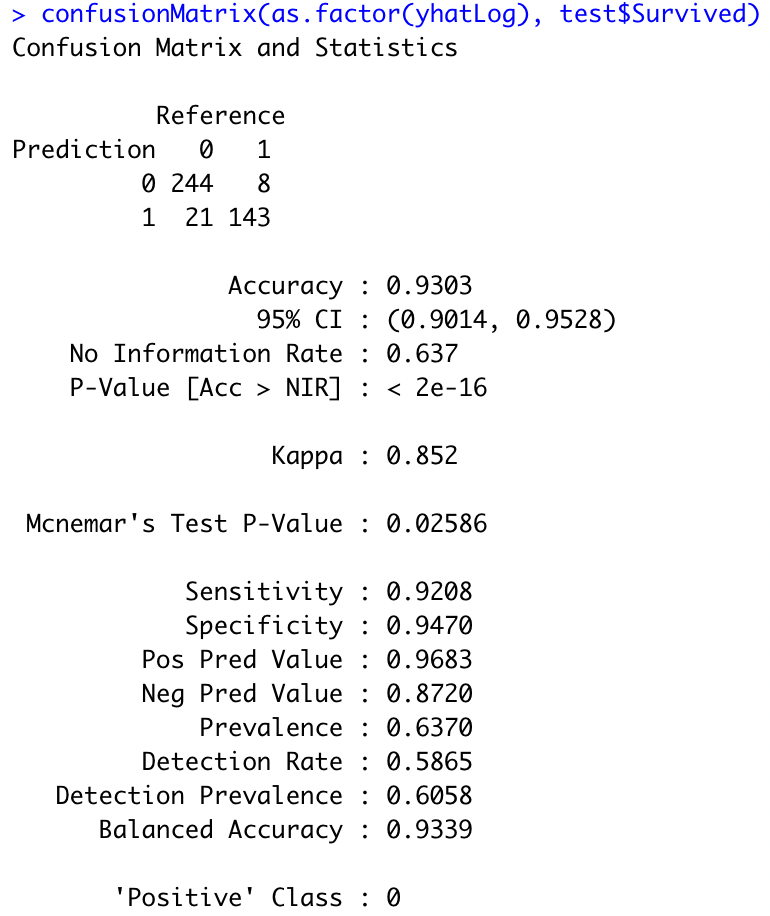 > confusionMatrix(as.factor(yhatLog), test$Survived)
Confusion Matrix and Statistics
Reference
Prediction 0 1
0 244 8
1 21 143
Accuracy : 0.9303
95% CI : (0.9014, 0.9528)
No Information Rate : 0.637
P-Value [Acc > NIR] : < 2e-16
Kappa : 0.852
Mcnemar's Test P-Value : 0.02586
Sensitivity : 0.9208
Specificity : 0.9470
Pos Pred Value : 0.9683
Neg Pred Value : 0.8720
Prevalence : 0.6370
Detection Rate : 0.5865
Detection Prevalence : 0.6058
Balanced Accuracy : 0.9339
'Positive' Class : 0